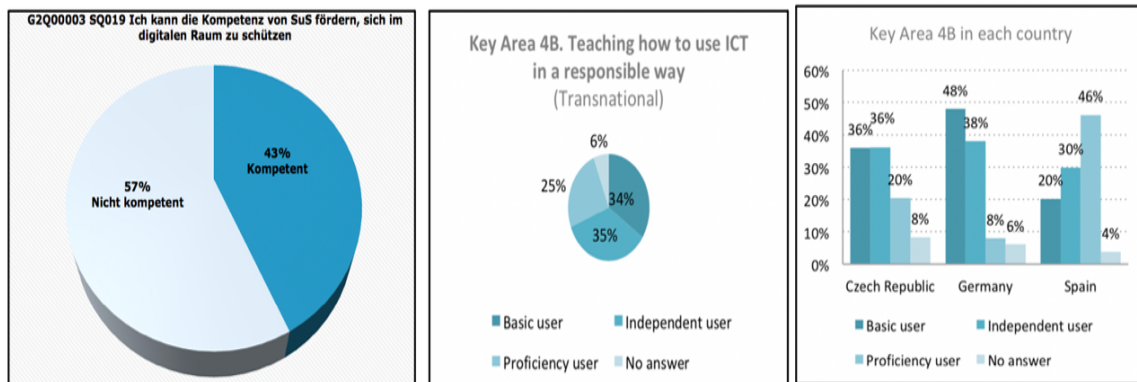 G2Q00003 SQ019 Ich kann die Kompetenz von SuS fördern, sich im
digitalen Raum zu schützen
43%
Kompetent
57%
Nicht kompetent
Key Area 4B. Teaching how to use ICT
in a responsible way
(Transnational)
6%
25%
34%
35%
Basic user
Independent user
Proficiency user
No answer
Key Area 4B in each country
60%
50%
40%
30%
20%
10%
0%
36%
36%
20%
8%
48%
38%
8%
6%
20%
30%
46%
4%
Czech Republic
Germany
Spain
Basic user
Independent user
Proficiency user
No answer